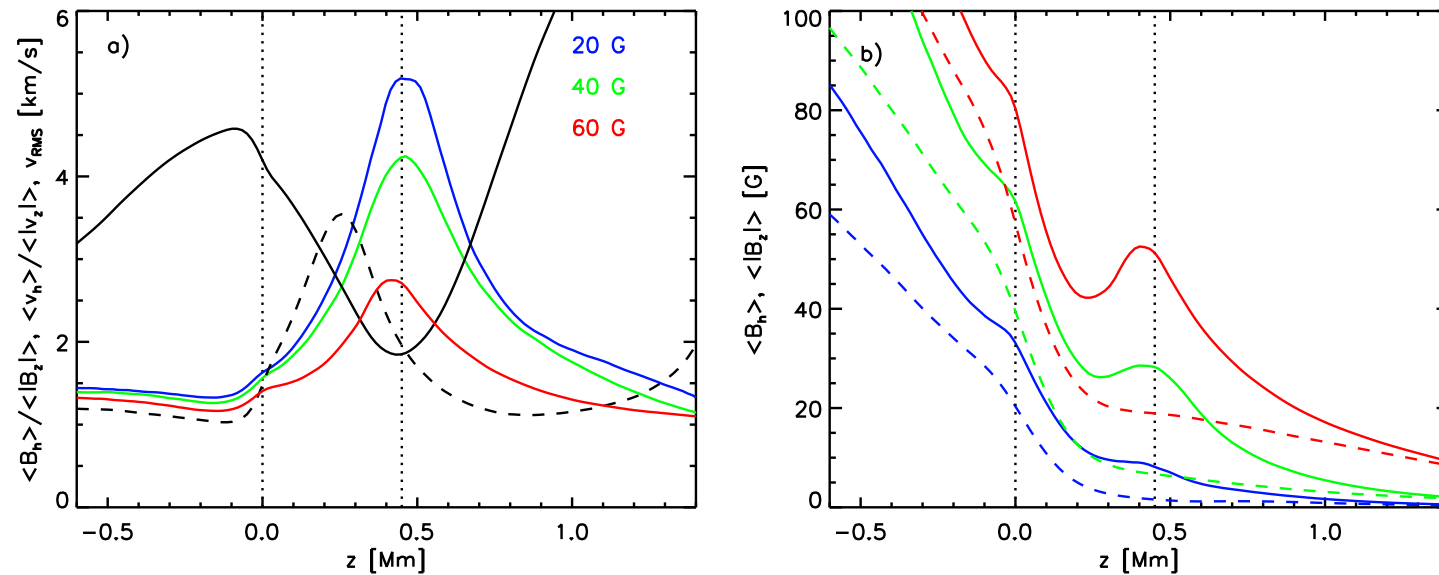 a)
20 G
40 G
60 G
<B_h>/<|B_z|>, <v_h>/<|v_z|>, v_RMS [km/s]
6
4
2
0
-0.5 0.0 0.5 1.0
z [Mm]
b)
<B_h>, <|B_z|> [G]
100
80
60
40
20
0
-0.5 0.0 0.5 1.0
z [Mm]